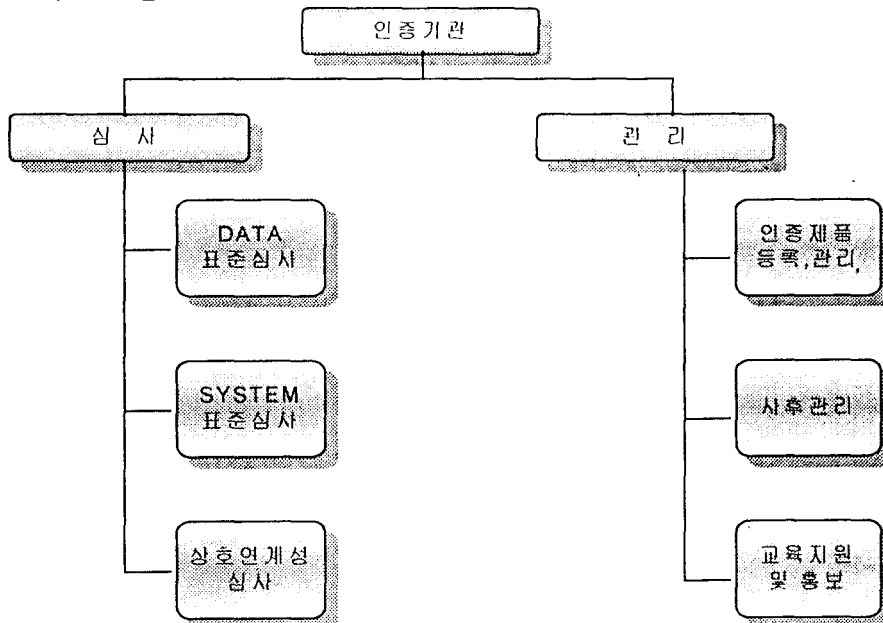 인증기관
심 사
관 리
DATA
표준심사
인증제품
등록,관리,
SYSTEM
표준심사
사후관리
상호연계성
심사
교육지원
및 홍보